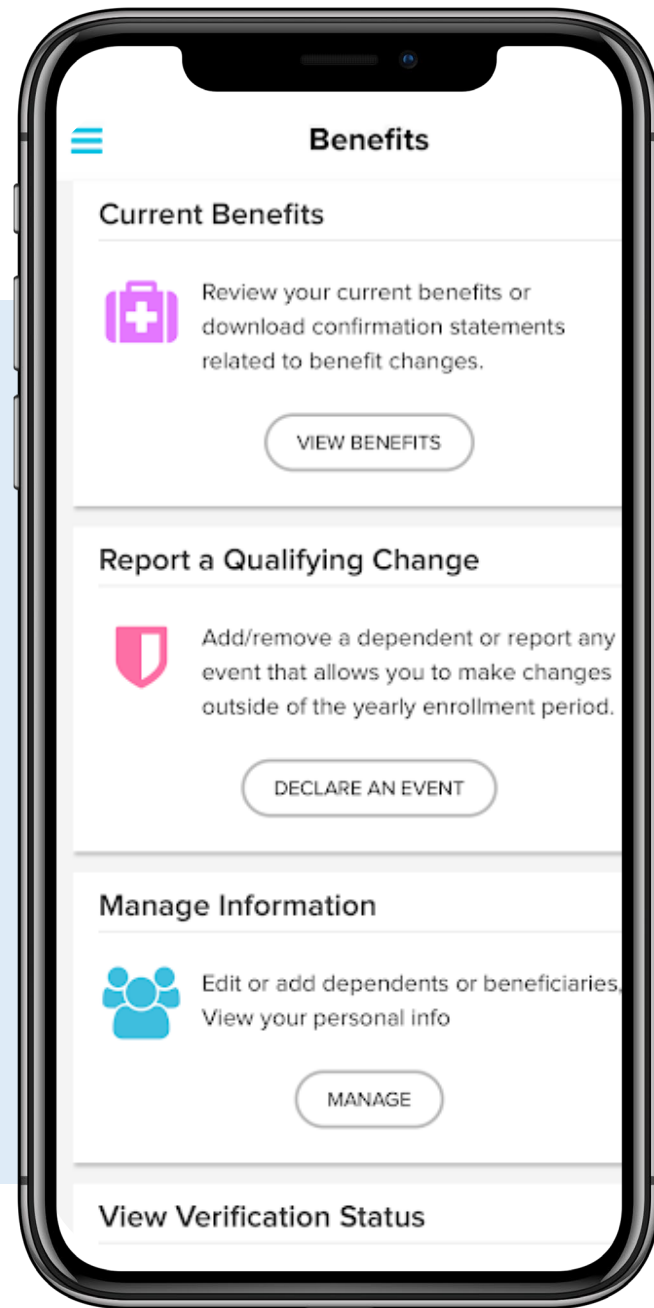 Benefits
Current Benefits
Review your current benefits or
download confirmation statements
related to benefit changes.
VIEW BENEFITS
Report a Qualifying Change
Add/remove a dependent or report any
event that allows you to make changes
outside of the yearly enrollment period.
DECLARE AN EVENT
Manage Information
Edit or add dependents or beneficiaries,
View your personal info
MANAGE
View Verification Status